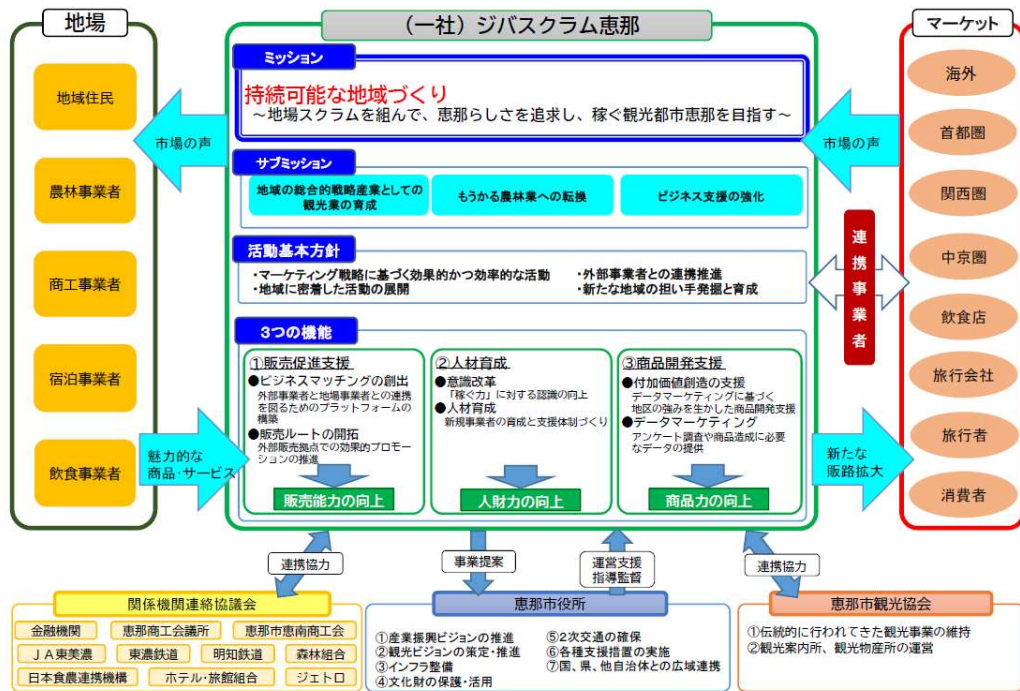 地場
地域住民
農林事業者
商工事業者
宿泊事業者
飲食事業者
市場の声
魅力的な
商品・サービス
（一社）ジバスクラム恵那
ミッション
持続可能な地域づくり
～地場スクラムを組んで、恵那らしさを追求し、稼ぐ観光都市恵那を目指す～
サブミッション
地域の総合的戦略産業としての
観光業の育成
もうかる農林業への転換
ビジネス支援の強化
活動基本方針
・マーケティング戦略に基づく効果的かつ効率的な活動
・地域に密着した活動の展開
・外部事業者との連携推進
・新たな地域の担い手発掘と育成
3つの機能
①販売促進支援
●ビジネスマッチングの創出
外部事業者と地場事業者との連携
を図るためのプラットフォームの
構築
●販売ルートの開拓
外部販売拠点での効果的プロモー
ションの推進
販売能力の向上
②人材育成
●意識改革
「稼ぐ力」に対する認識の向上
●人材育成
新規事業者の育成と支援体制づくり
人財力の向上
③商品開発支援
●付加価値創造の支援
データマーケティングに基づく
地区の強みを生かした商品開発支援
●データマーケティング
アンケート調査や商品造成に必要
なデータの提供
商品力の向上
市場の声
連携事業者
新たな
販路拡大
マーケット
海外
首都圏
関西圏
中京圏
飲食店
旅行会社
旅行者
消費者
連携協力
事業提案
運営支援
指導監督
連携協力
関係機関連絡協議会
金融機関
恵那商工会議所
恵那市恵南商工会
ＪＡ東美濃
東濃鉄道
明知鉄道
森林組合
日本食農連携機構
ホテル・旅館組合
ジェトロ
恵那市役所
①産業振興ビジョンの推進
②観光ビジョンの策定・推進
③インフラ整備
④文化財の保護・活用
⑤2次交通の確保
⑥各種支援措置の実施
⑦国、県、他自治体との広域連携
恵那市観光協会
①伝統的に行われてきた観光事業の維持
②観光案内所、観光物産所の運営